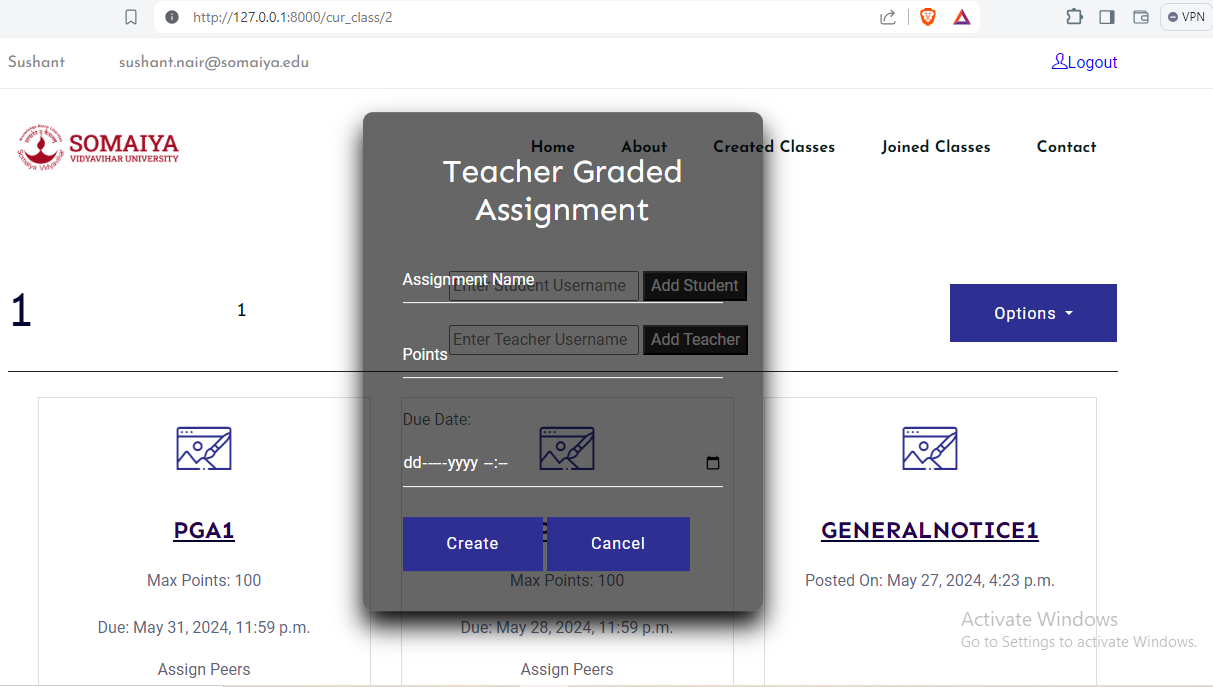 http://127.0.0.1:8000/cur_class/2
VPN
Sushant
sushant.nair@somaiya.edu
Logout
SOMAIYA
VIDYAVIHAR UNIVERSITY
Home
About
Created Classes
Joined Classes
Contact
Teacher Graded
Assignment
1
1
Assignment Name
Enter Student Username
Add Student
Options
Enter Teacher Username
Add Teacher
Points
Due Date:
dd-----yyyy --:--
Create
Cancel
PGA1
Max Points: 100
Due: May 31, 2024, 11:59 p.m.
Assign Peers
Max Points: 100
Due: May 28, 2024, 11:59 p.m.
Assign Peers
GENERALNOTICE1
Posted On: May 27, 2024, 4:23 p.m.
Activate Windows
Go to Settings to activate Windows.